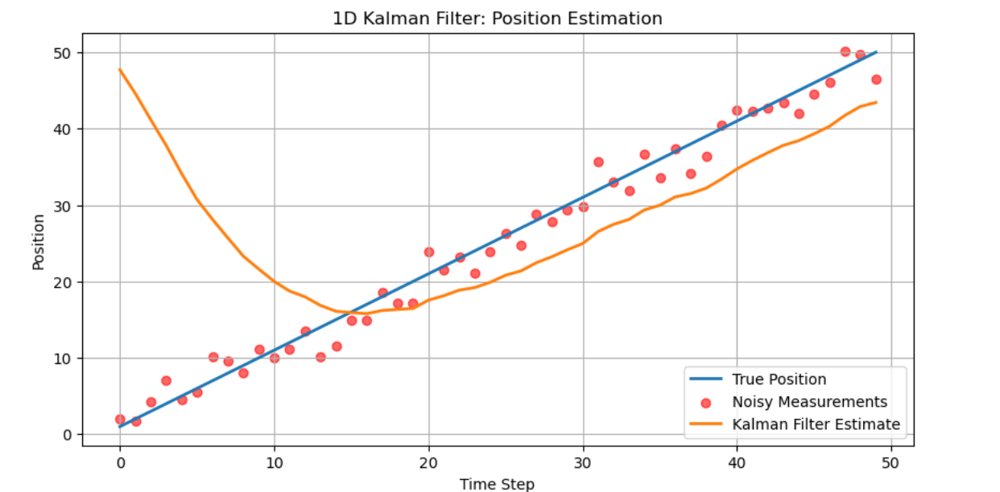 1D Kalman Filter: Position Estimation
50
40
30
20
10
0
Position
True Position
Noisy Measurements
Kalman Filter Estimate
0 10 20 30 40 50
Time Step